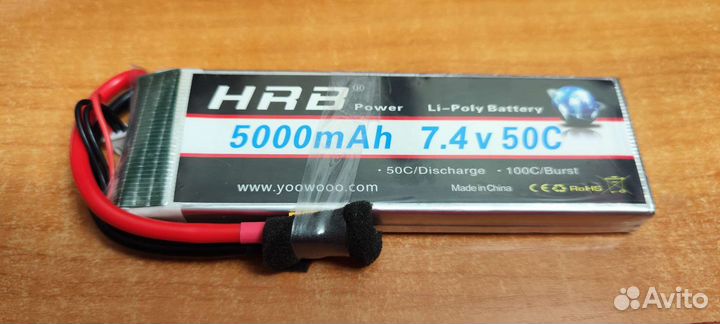 HRB® Power Li-Poly Battery
5000mAh 7.4v 50C
· 50C/Discharge · 100C/Burst
www.yoowooo.com Made in China CE RoHS
Avito